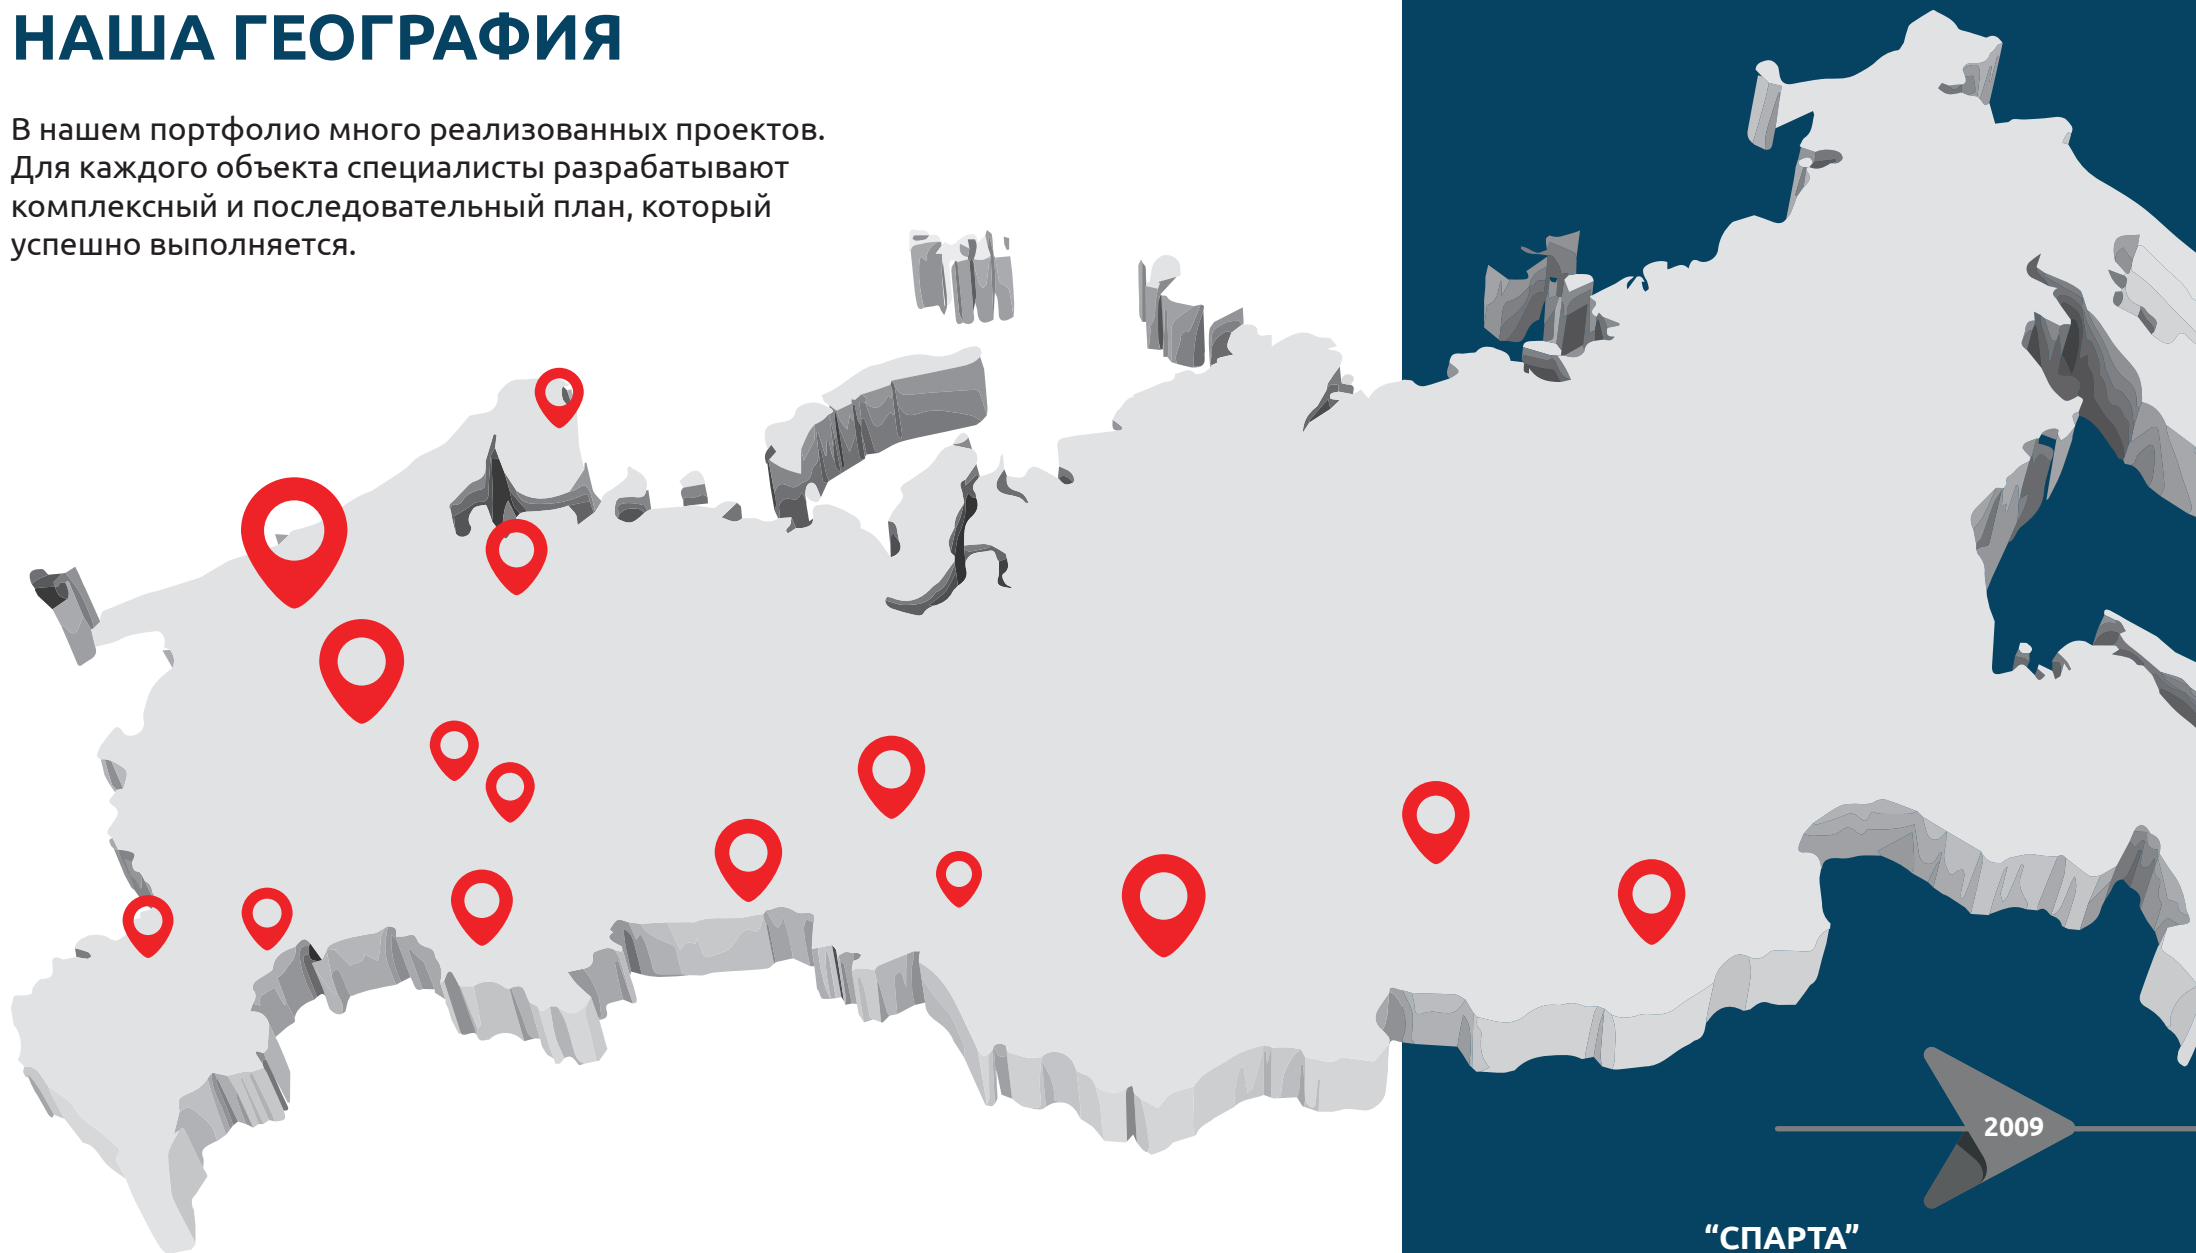 НАША ГЕОГРАФИЯ
В нашем портфолио много реализованных проектов.
Для каждого объекта специалисты разрабатывают
комплексный и последовательный план, который
успешно выполняется.
2009
“СПАРТА”